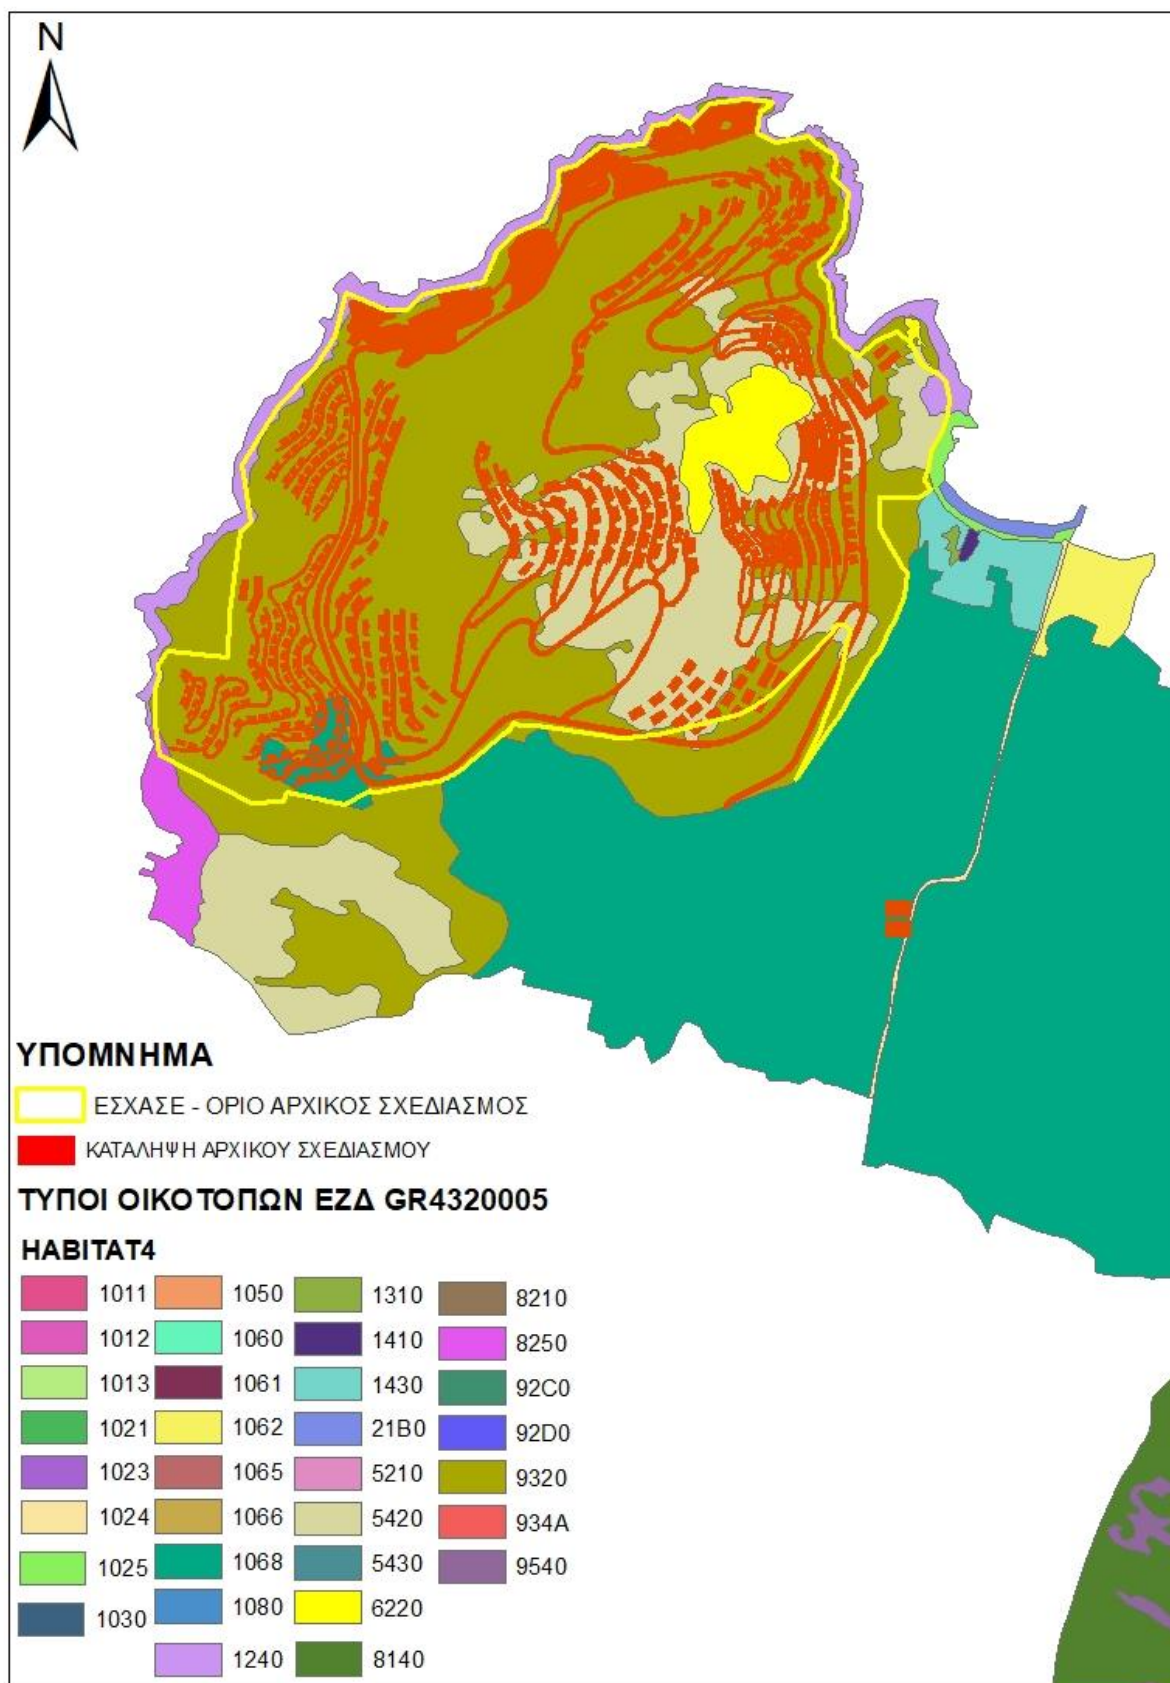 N
ΥΠΟΜΝΗΜΑ
ΕΣΧΑΣΕ - ΟΡΙΟ ΑΡΧΙΚΟΣ ΣΧΕΔΙΑΣΜΟΣ
ΚΑΤΑΛΗΨΗ ΑΡΧΙΚΟΥ ΣΧΕΔΙΑΣΜΟΥ
ΤΥΠΟΙ ΟΙΚΟΤΟΠΩΝ ΕΖΔ GR4320005
HABITAT4
1011 1050 1310 8210
1012 1060 1410 8250
1013 1061 1430 92C0
1021 1062 21B0 92D0
1023 1065 5210 9320
1024 1066 5420 934A
1025 1068 5430 9540
1030 1080 6220
1240 8140